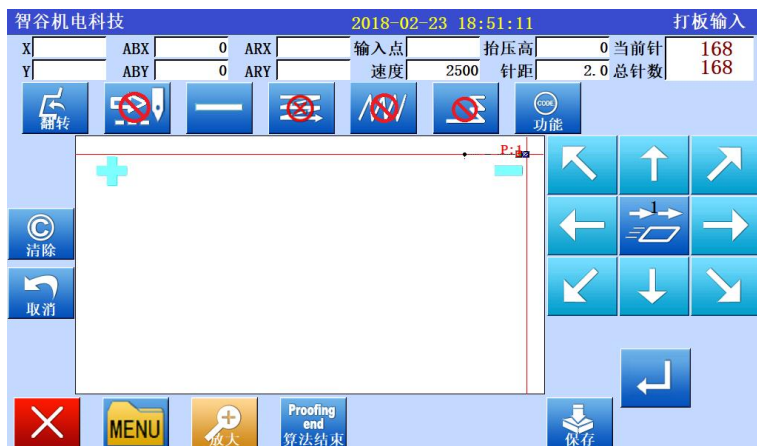 智谷机电科技 2018-02-23 18:51:11 打板输入
X ABX 0 ARX 输入点 抬压高 0 当前针 168
Y ABY 0 ARY 速度 2500 针距 2.0 总针数 168
翻转
CODE
功能
P:1
1
清除
取消
MENU
放大
Proofing
end
算法结束
保存